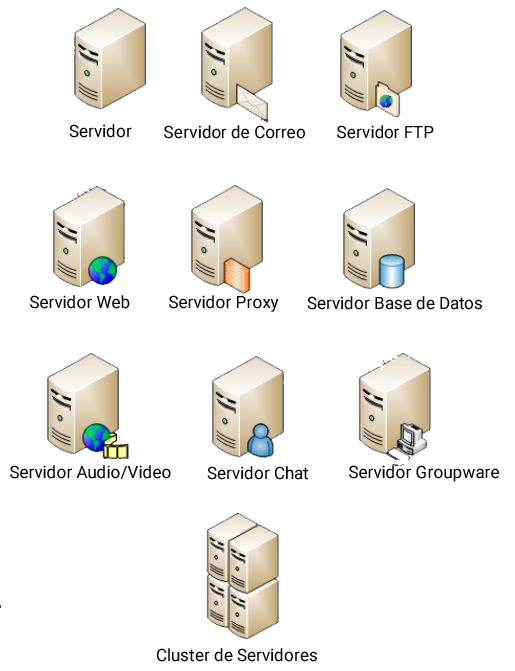 Servidor
Servidor de Correo
Servidor FTP
Servidor Web
Servidor Proxy
Servidor Base de Datos
Servidor Audio/Video
Servidor Chat
Servidor Groupware
Cluster de Servidores